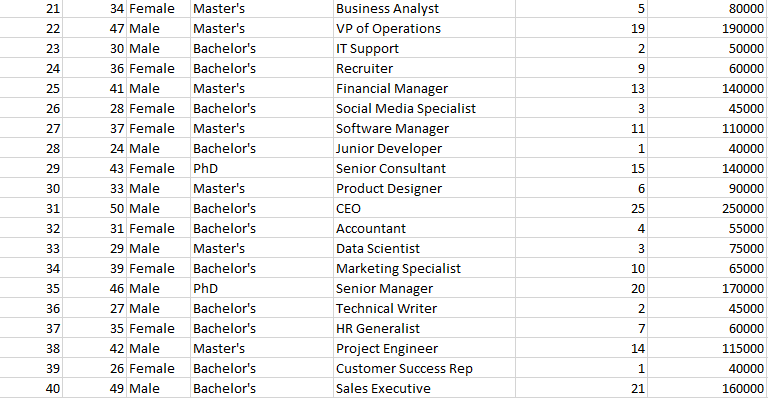 21 34 Female Master's Business Analyst 5 80000
22 47 Male Master's VP of Operations 19 190000
23 30 Male Bachelor's IT Support 2 50000
24 36 Female Bachelor's Recruiter 9 60000
25 41 Male Master's Financial Manager 13 140000
26 28 Female Bachelor's Social Media Specialist 3 45000
27 37 Female Master's Software Manager 11 110000
28 24 Male Bachelor's Junior Developer 1 40000
29 43 Female PhD Senior Consultant 15 140000
30 33 Male Master's Product Designer 6 90000
31 50 Male Bachelor's CEO 25 250000
32 31 Female Bachelor's Accountant 4 55000
33 29 Male Master's Data Scientist 3 75000
34 39 Female Bachelor's Marketing Specialist 10 65000
35 46 Male PhD Senior Manager 20 170000
36 27 Male Bachelor's Technical Writer 2 45000
37 35 Female Bachelor's HR Generalist 7 60000
38 42 Male Master's Project Engineer 14 115000
39 26 Female Bachelor's Customer Success Rep 1 40000
40 49 Male Bachelor's Sales Executive 21 160000